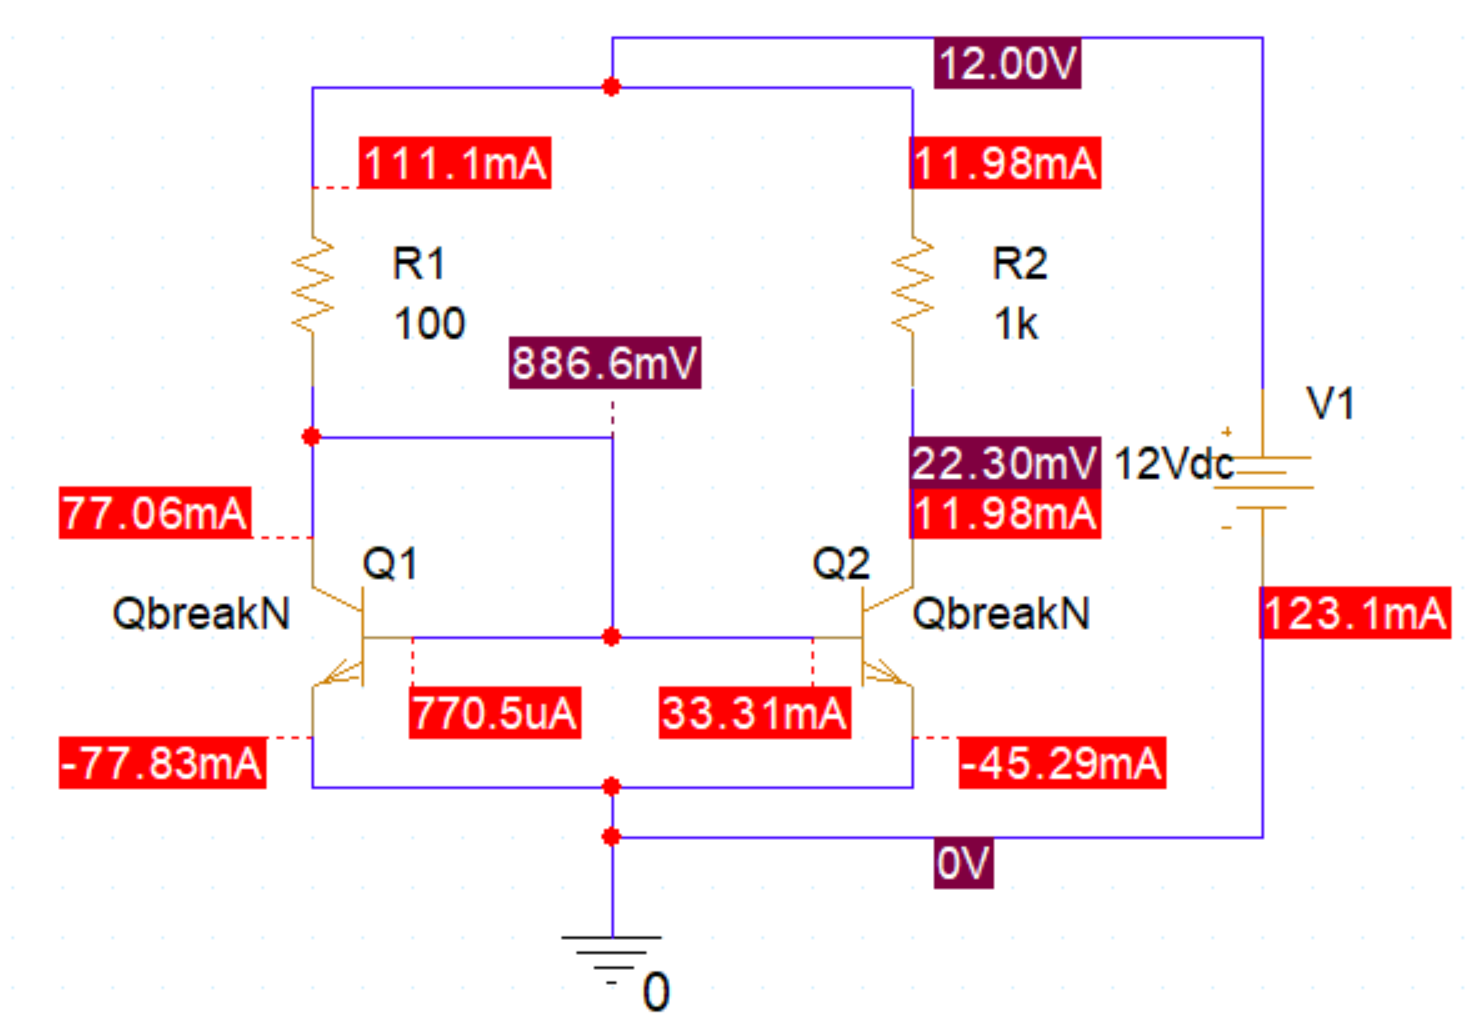 12.00V
111.1mA
11.98mA
R1
100
R2
1k
886.6mV
V1
+
22.30mV
12Vdc
77.06mA
11.98mA
-
Q1
Q2
QbreakN
QbreakN
123.1mA
770.5uA
33.31mA
-77.83mA
-45.29mA
0V
0